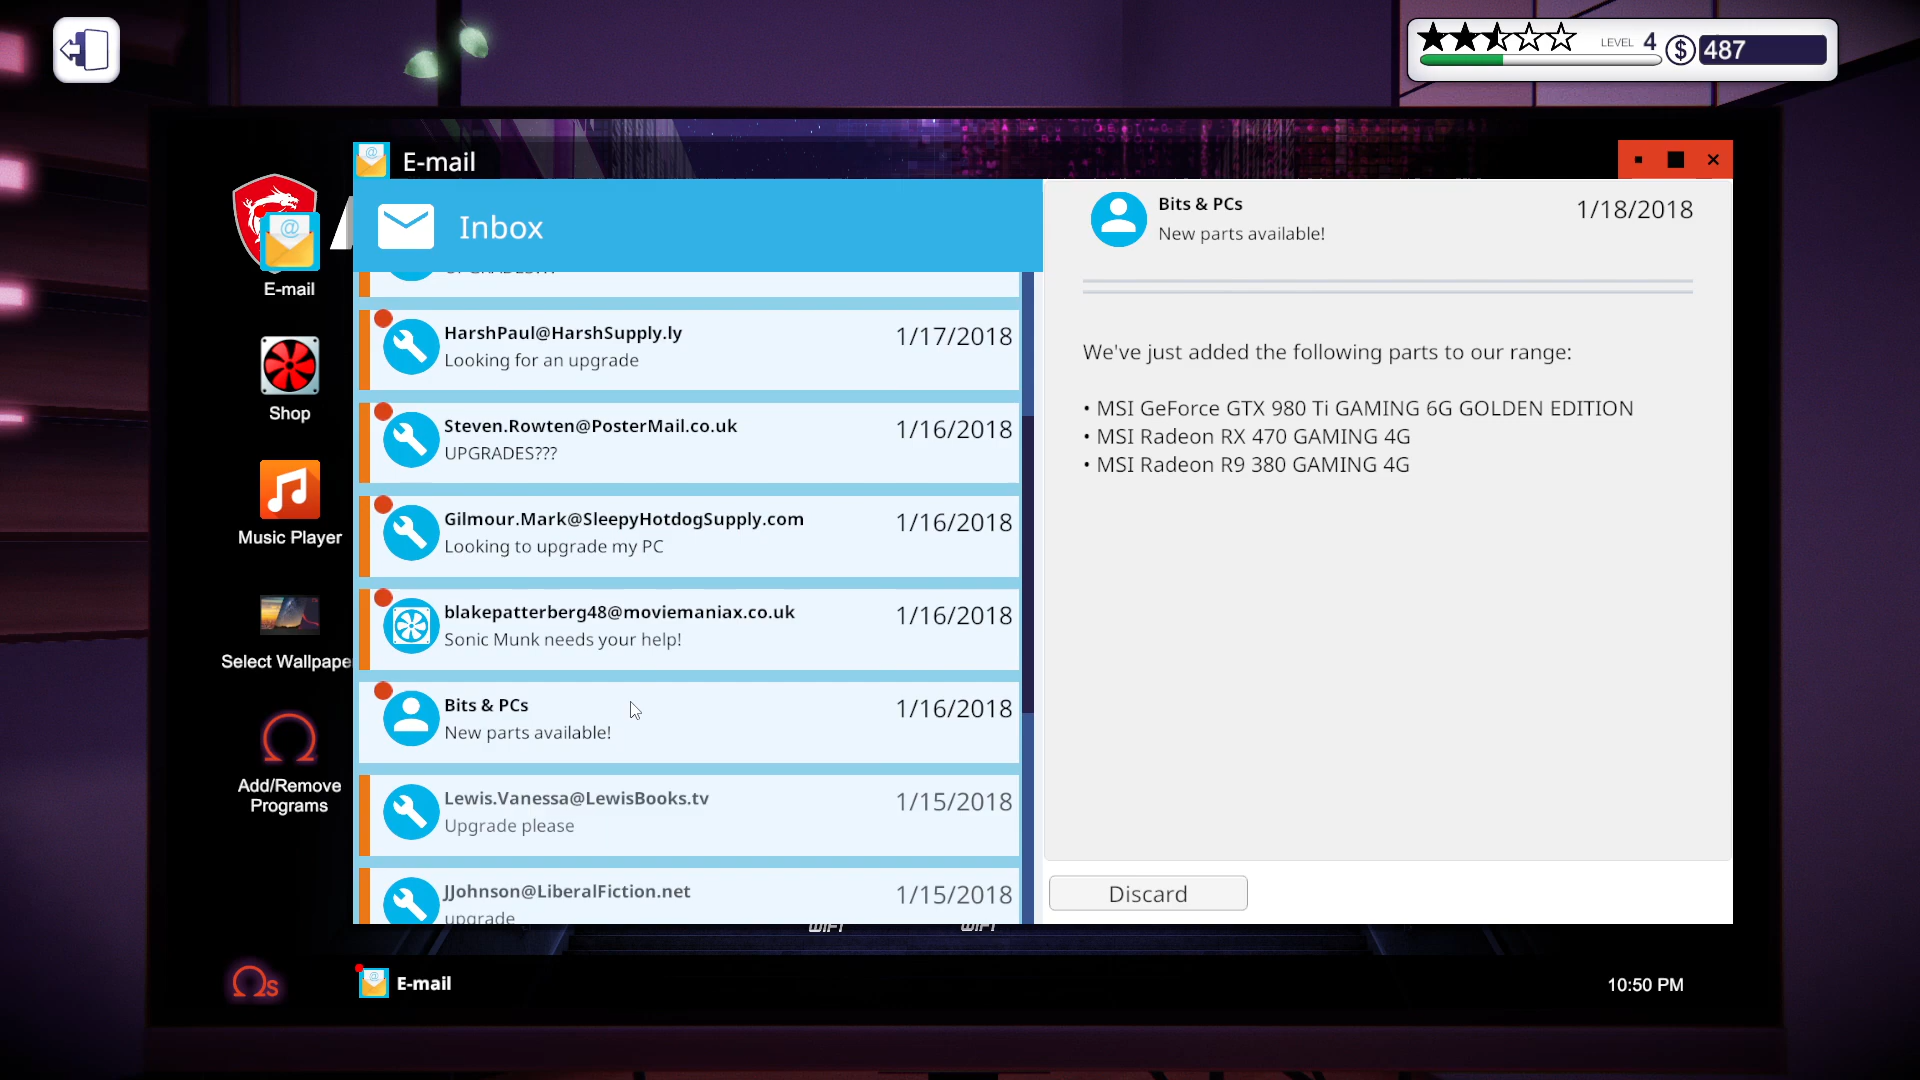 LEVEL 4 $ 487
E-mail
Inbox
HarshPaul@HarshSupply.ly
1/17/2018
Looking for an upgrade
Steven.Rowten@PosterMail.co.uk
1/16/2018
UPGRADES???
Gilmour.Mark@SleepyHotdogSupply.com
1/16/2018
Looking to upgrade my PC
blakepatterberg48@moviemaniax.co.uk
1/16/2018
Sonic Munk needs your help!
Bits & PCs
1/16/2018
New parts available!
Lewis.Vanessa@LewisBooks.tv
1/15/2018
Upgrade please
JJohnson@LiberalFiction.net
1/15/2018
upgrade
Bits & PCs
1/18/2018
New parts available!
We've just added the following parts to our range:
• MSI GeForce GTX 980 Ti GAMING 6G GOLDEN EDITION
• MSI Radeon RX 470 GAMING 4G
• MSI Radeon R9 380 GAMING 4G
Discard
E-mail
Shop
Music Player
Select Wallpape
Add/Remove
Programs
WIFI WIFI
Ωs
E-mail
10:50 PM